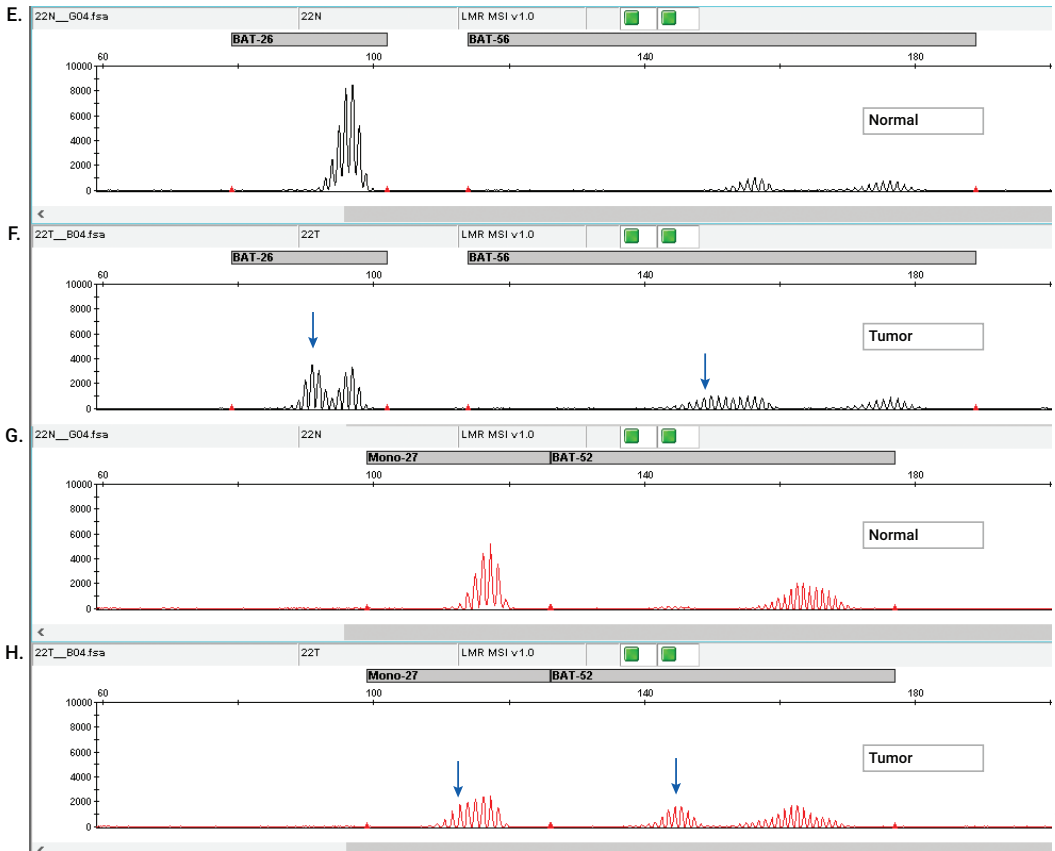 E. 22N__G04.fsa 22N LMR MSI v1.0
BAT-26 BAT-56
60 100 140 180
10000
8000
6000
4000
2000
0
Normal
<
F. 22T__B04.fsa 22T LMR MSI v1.0
BAT-26 BAT-56
60 100 140 180
10000
8000
6000
4000
2000
0
Tumor
G. 22N__G04.fsa 22N LMR MSI v1.0
Mono-27 BAT-52
60 100 140 180
10000
8000
6000
4000
2000
0
Normal
<
H. 22T__B04.fsa 22T LMR MSI v1.0
Mono-27 BAT-52
60 100 140 180
10000
8000
6000
4000
2000
0
Tumor
<